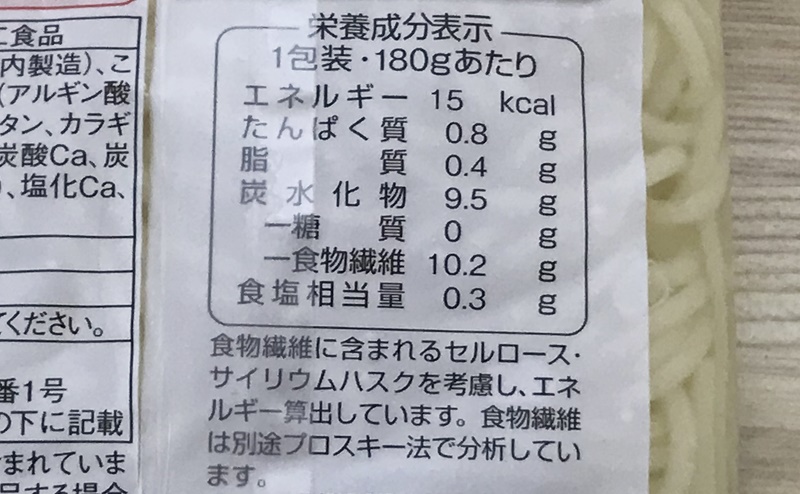 工食品
内製造)、こ
(アルギン酸
タン、カラギ
炭酸Ca、炭
)、塩化Ca、
てください。
番1号
の下に記載
まれていま
栄養成分表示
1包装・180gあたり
エネルギー 15 kcal
たんぱく質 0.8 g
脂質 0.4 g
炭水化物 9.5 g
ー糖質 0 g
ー食物繊維 10.2 g
食塩相当量 0.3 g
食物繊維に含まれるセルロース・
サイリウムハスクを考慮し、エネ
ルギー算出しています。食物繊維
は別途プロスキー法で分析してい
ます。